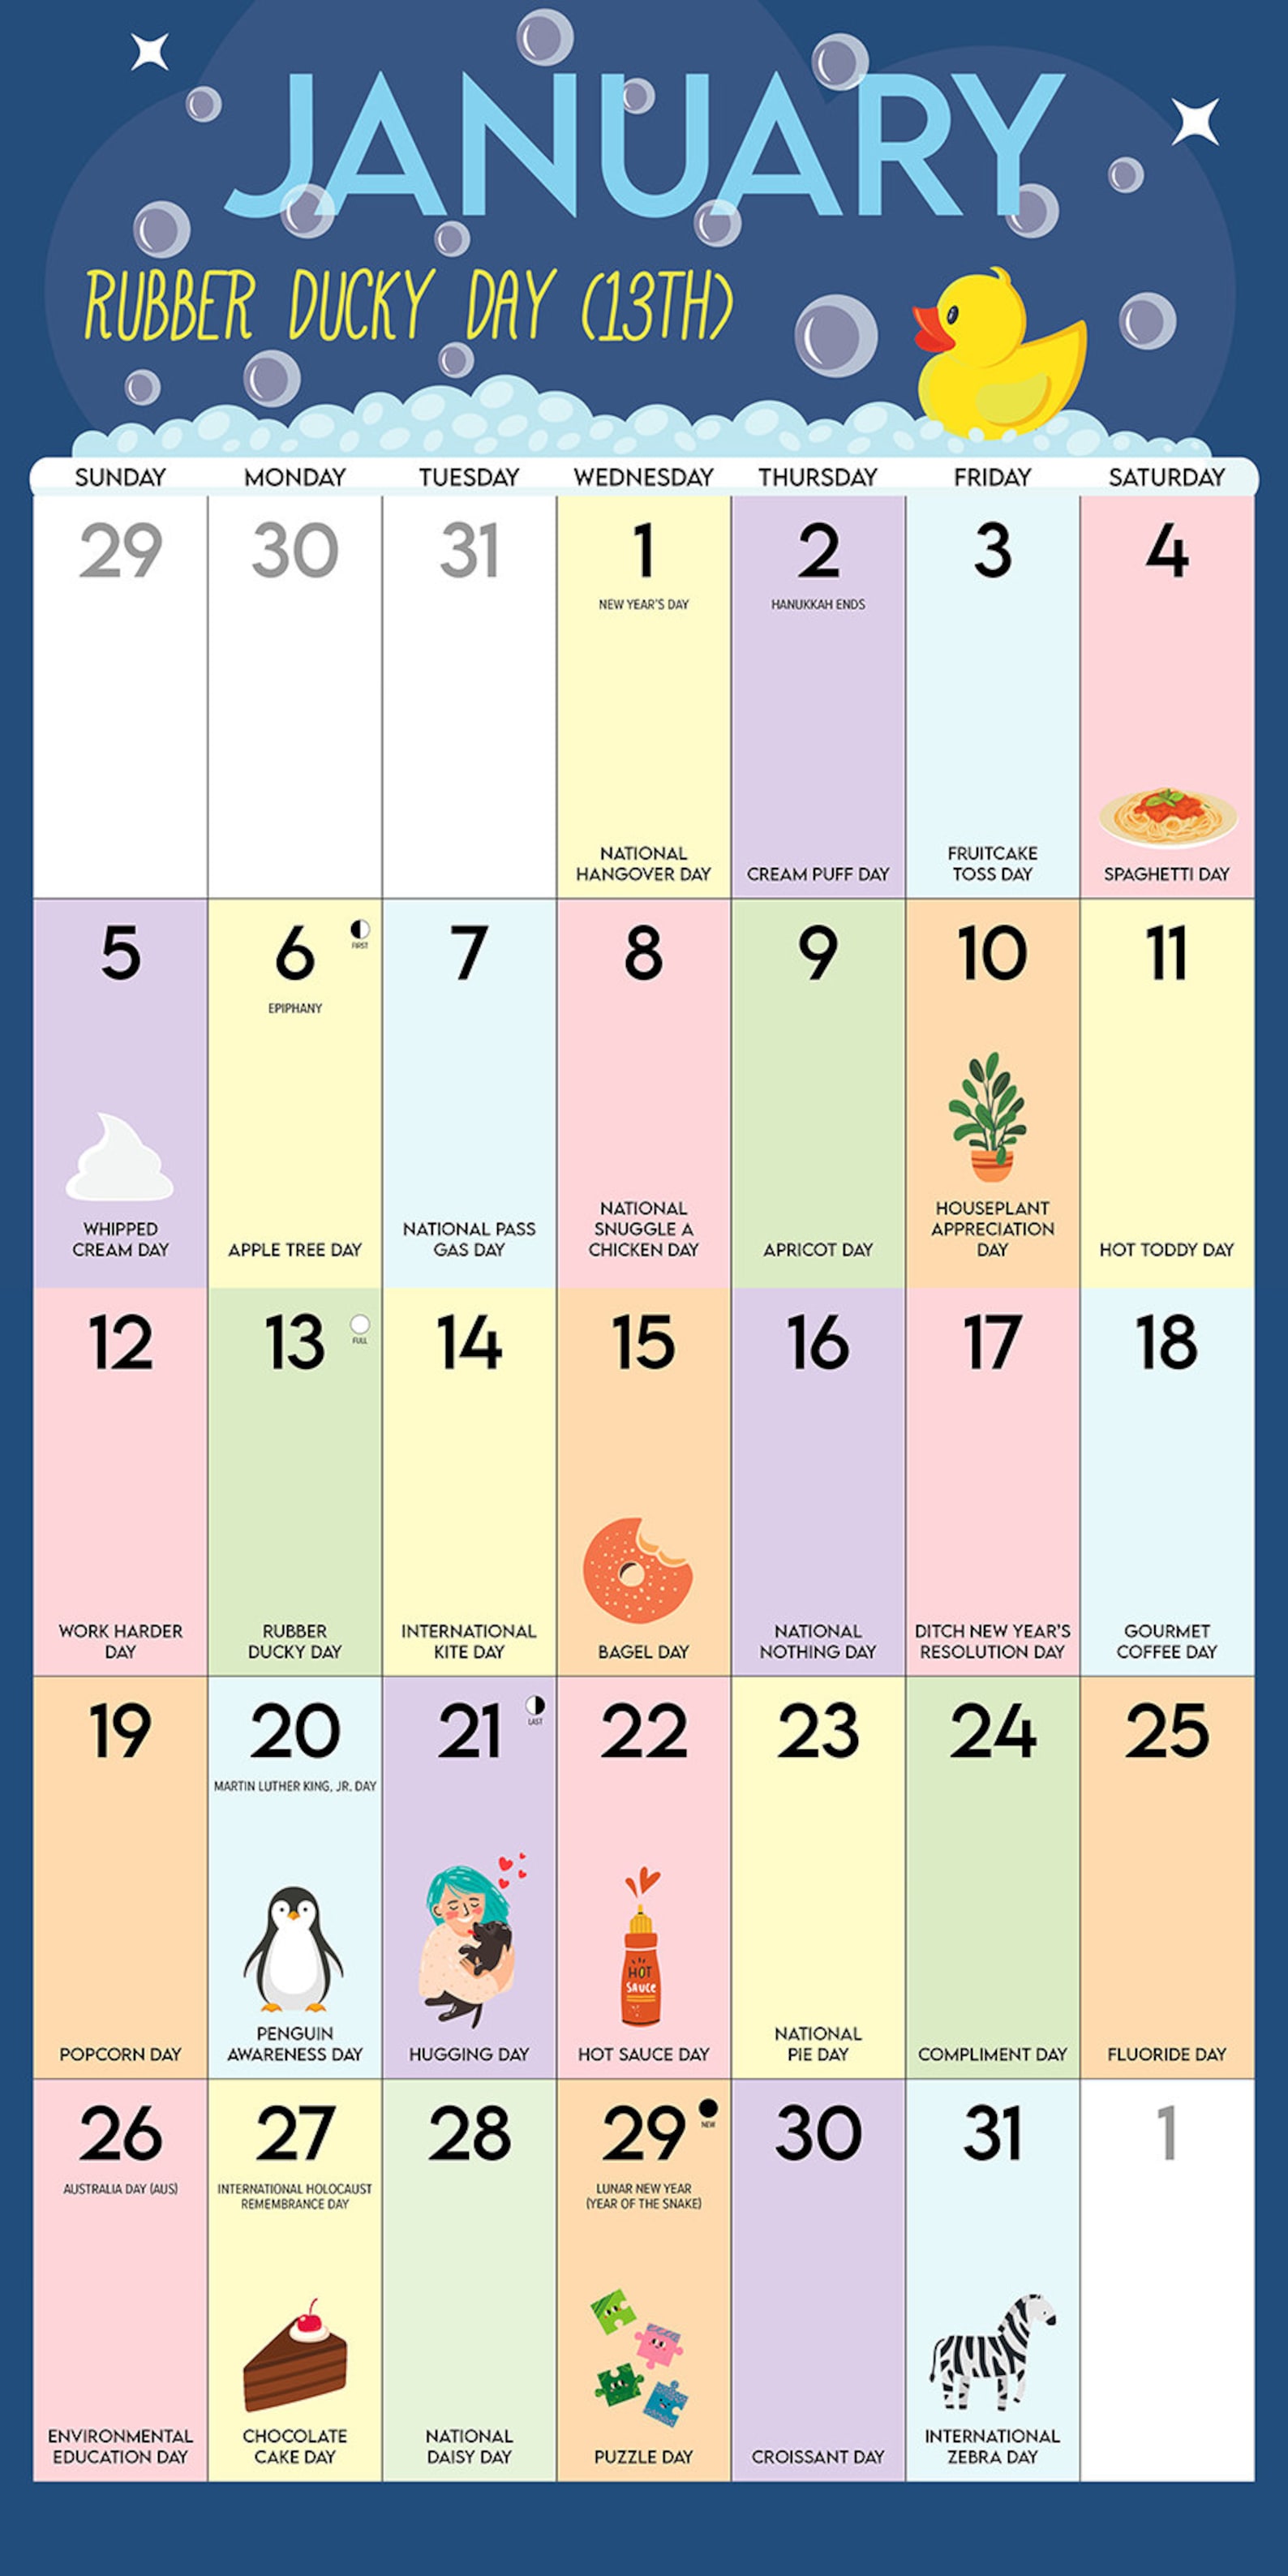 JANUARY
RUBBER DUCKY DAY (13TH)
SUNDAY MONDAY TUESDAY WEDNESDAY THURSDAY FRIDAY SATURDAY
29 30 31 1 2 3 4
NEW YEAR'S DAY HANUKKAH ENDS
NATIONAL
HANGOVER DAY
CREAM PUFF DAY
FRUITCAKE
TOSS DAY
SPAGHETTI DAY
5 6 7 8 9 10 11
FIRST
EPIPHANY
WHIPPED
CREAM DAY
APPLE TREE DAY
NATIONAL PASS
GAS DAY
NATIONAL
SNUGGLE A
CHICKEN DAY
APRICOT DAY
HOUSEPLANT
APPRECIATION
DAY
HOT TODDY DAY
12 13 14 15 16 17 18
FULL
WORK HARDER
DAY
RUBBER
DUCKY DAY
INTERNATIONAL
KITE DAY
BAGEL DAY
NATIONAL
NOTHING DAY
DITCH NEW YEAR'S
RESOLUTION DAY
GOURMET
COFFEE DAY
19 20 21 22 23 24 25
LAST
MARTIN LUTHER KING, JR. DAY
POPCORN DAY
PENGUIN
AWARENESS DAY
HUGGING DAY
HOT
SAUCE
HOT SAUCE DAY
NATIONAL
PIE DAY
COMPLIMENT DAY
FLUORIDE DAY
26 27 28 29 30 31 1
NEW
AUSTRALIA DAY (AUS)
INTERNATIONAL HOLOCAUST
REMEMBRANCE DAY
LUNAR NEW YEAR
(YEAR OF THE SNAKE)
ENVIRONMENTAL
EDUCATION DAY
CHOCOLATE
CAKE DAY
NATIONAL
DAISY DAY
PUZZLE DAY
CROISSANT DAY
INTERNATIONAL
ZEBRA DAY